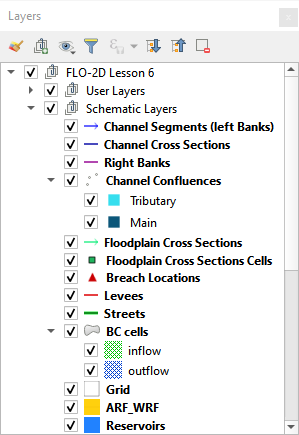 Layers
FLO-2D Lesson 6
User Layers
Schematic Layers
Channel Segments (left Banks)
Channel Cross Sections
Right Banks
Channel Confluences
Tributary
Main
Floodplain Cross Sections
Floodplain Cross Sections Cells
Breach Locations
Levees
Streets
BC cells
inflow
outflow
Grid
ARF_WRF
Reservoirs